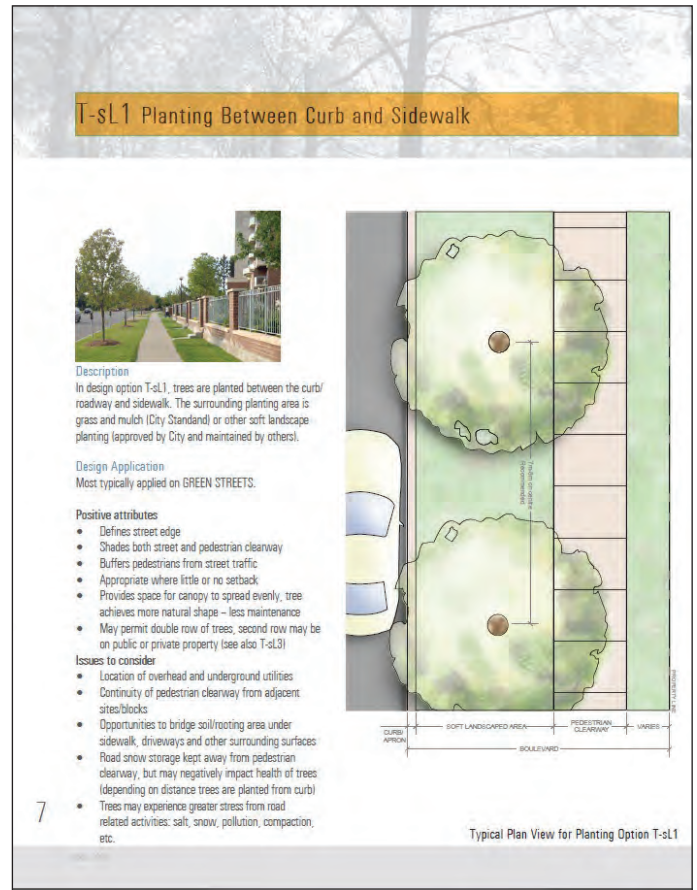 T-sL1 Planting Between Curb and Sidewalk
Description
In design option T-sL1, trees are planted between the curb/
roadway and sidewalk. The surrounding planting area is
grass and mulch (City Standard) or other soft landscape
planting (approved by City and maintained by others).
Design Application
Most typically applied on GREEN STREETS.
Positive attributes
• Defines street edge
• Shades both street and pedestrian clearway
• Buffers pedestrians from street traffic
• Appropriate where little or no setback
• Provides space for canopy to spread evenly, tree
achieves more natural shape – less maintenance
• May permit double row of trees, second row may be
on public or private property (see also T-sL3)
Issues to consider
• Location of overhead and underground utilities
• Continuity of pedestrian clearway from adjacent
sites/blocks
• Opportunities to bridge soil/rooting area under
sidewalk, driveways and other surrounding surfaces
• Road snow storage kept away from pedestrian
clearway, but may negatively impact health of trees
(depending on distance trees are planted from curb)
• Trees may experience greater stress from road
related activities: salt, snow, pollution, compaction,
etc.
7
PROPERTY LINE
CURB/
APRON
SOFT LANDSCAPED AREA
PEDESTRIAN
CLEARWAY
VARIES
BOULEVARD
Typical Plan View for Planting Option T-sL1